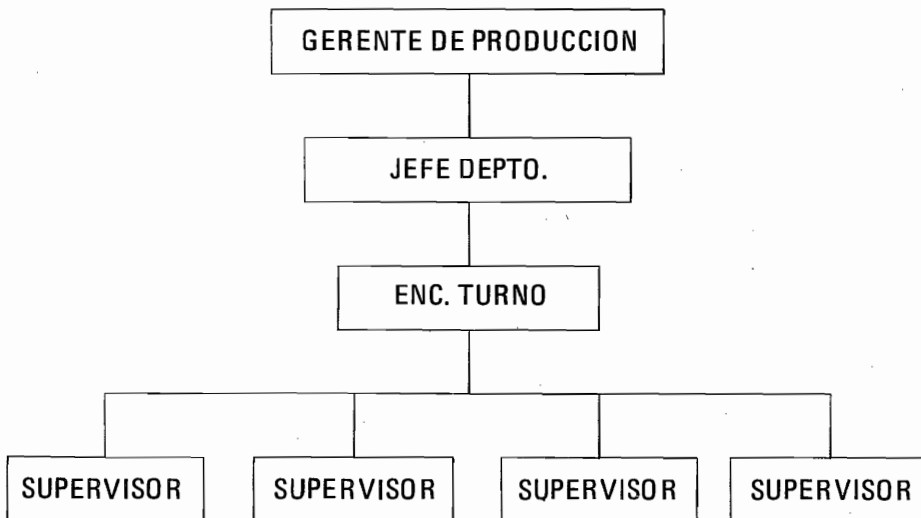 GERENTE DE PRODUCCION
JEFE DEPTO.
ENC. TURNO
SUPERVISOR SUPERVISOR SUPERVISOR SUPERVISOR